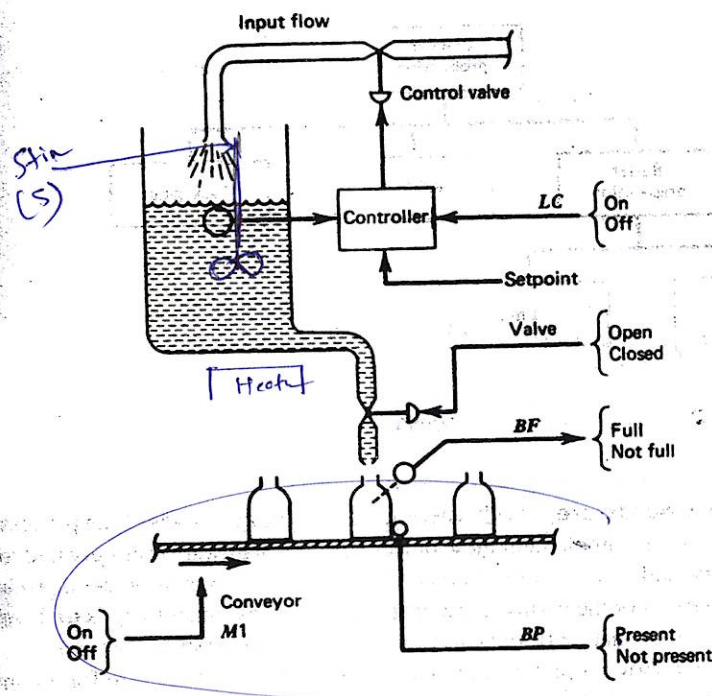 Input flow
Control valve
Stir
(S)
Controller
LC
On
Off
Setpoint
Valve
Open
Closed
Heater
BF
Full
Not full
Conveyor
M1
On
Off
BP
Present
Not present